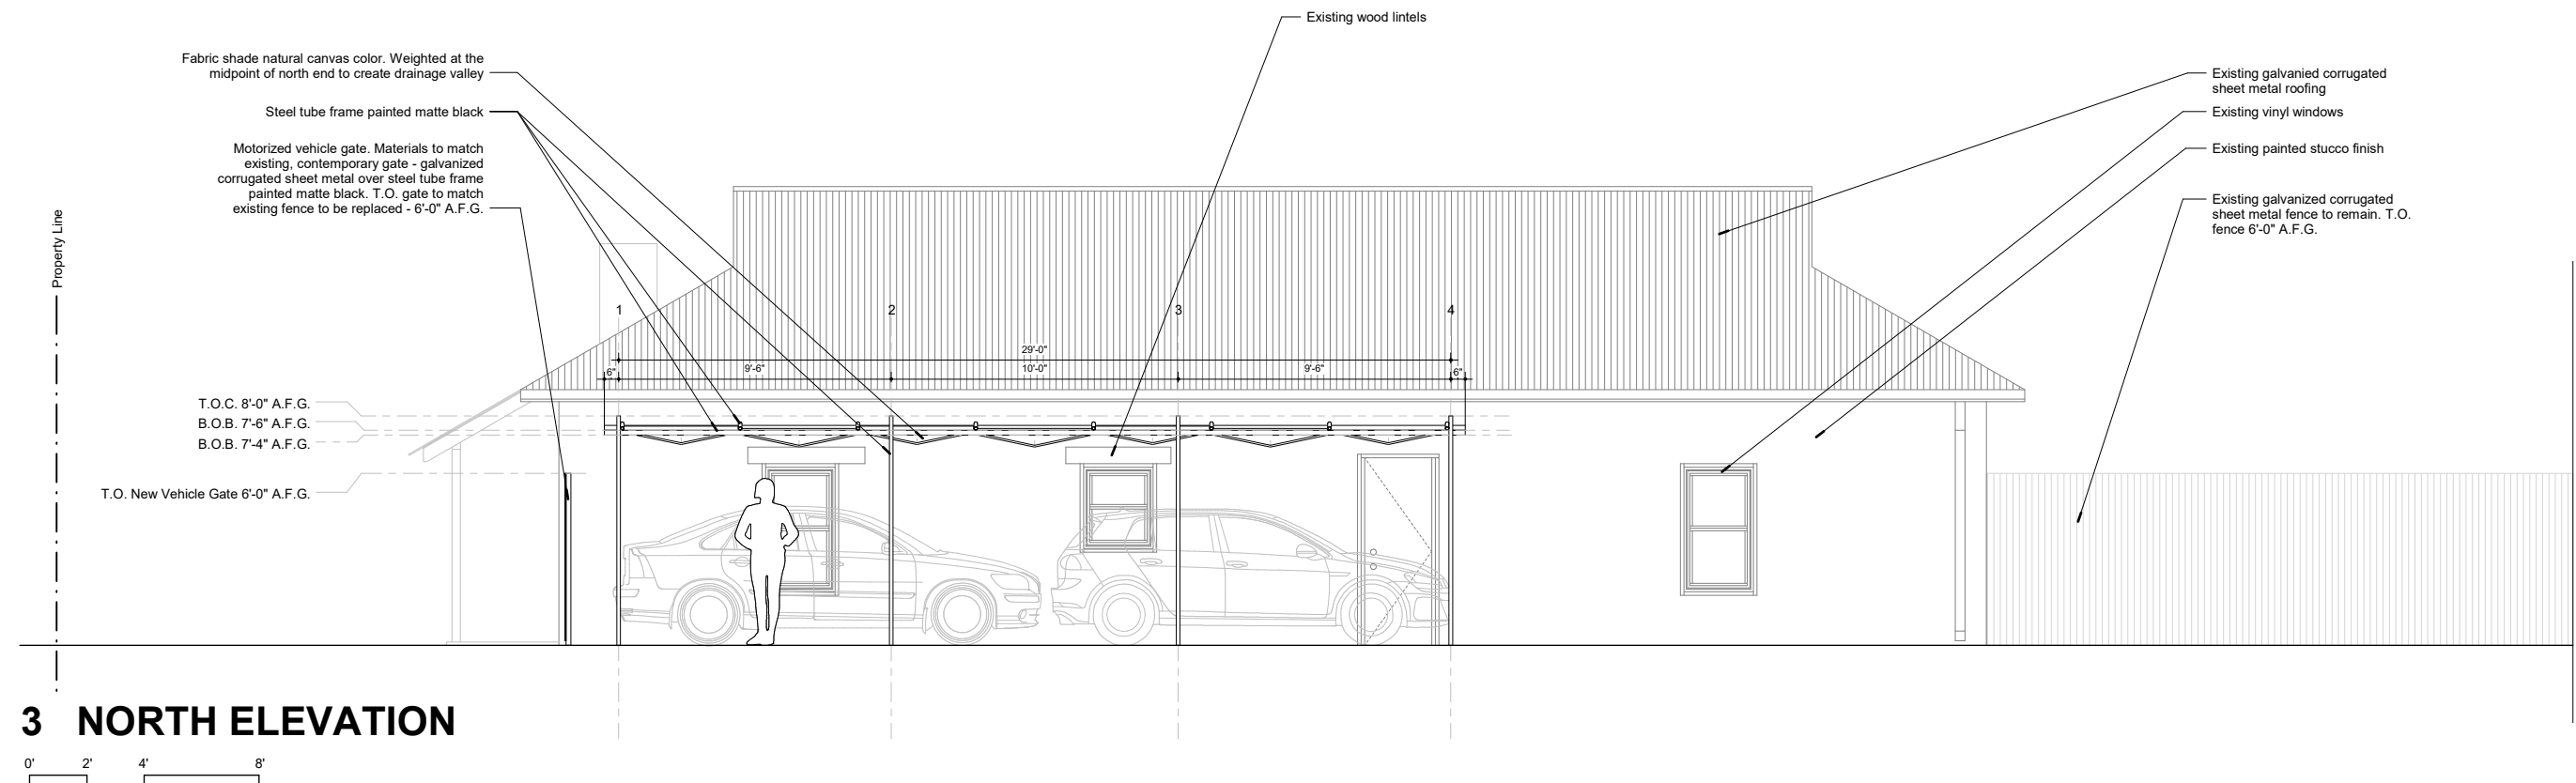 Existing wood lintels
Fabric shade natural canvas color. Weighted at the
midpoint of north end to create drainage valley
Steel tube frame painted matte black
Motorized vehicle gate. Materials to match
existing, contemporary gate - galvanized
corrugated sheet metal over steel tube frame
painted matte black. T.O. gate to match
existing fence to be replaced - 6'-0" A.F.G.
Existing galvanied corrugated
sheet metal roofing
Existing vinyl windows
Existing painted stucco finish
Existing galvanized corrugated
sheet metal fence to remain. T.O.
fence 6'-0" A.F.G.
Property Line
1 2 3 4
29'-0"
6" 9'-6" 10'-0" 9'-6" 6"
T.O.C. 8'-0" A.F.G.
B.O.B. 7'-6" A.F.G.
B.O.B. 7'-4" A.F.G.
T.O. New Vehicle Gate 6'-0" A.F.G.
3 NORTH ELEVATION
0' 2' 4' 8'